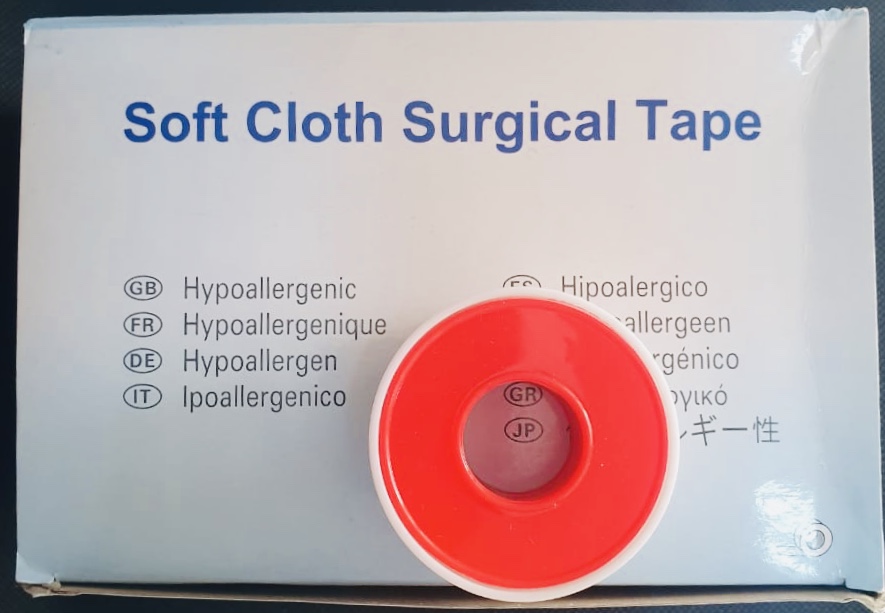 Soft Cloth Surgical Tape
GB Hypoallergenic
FR Hypoallergenique
DE Hypoallergen
IT Ipoallergenico
Hipoalergico
GR
JP